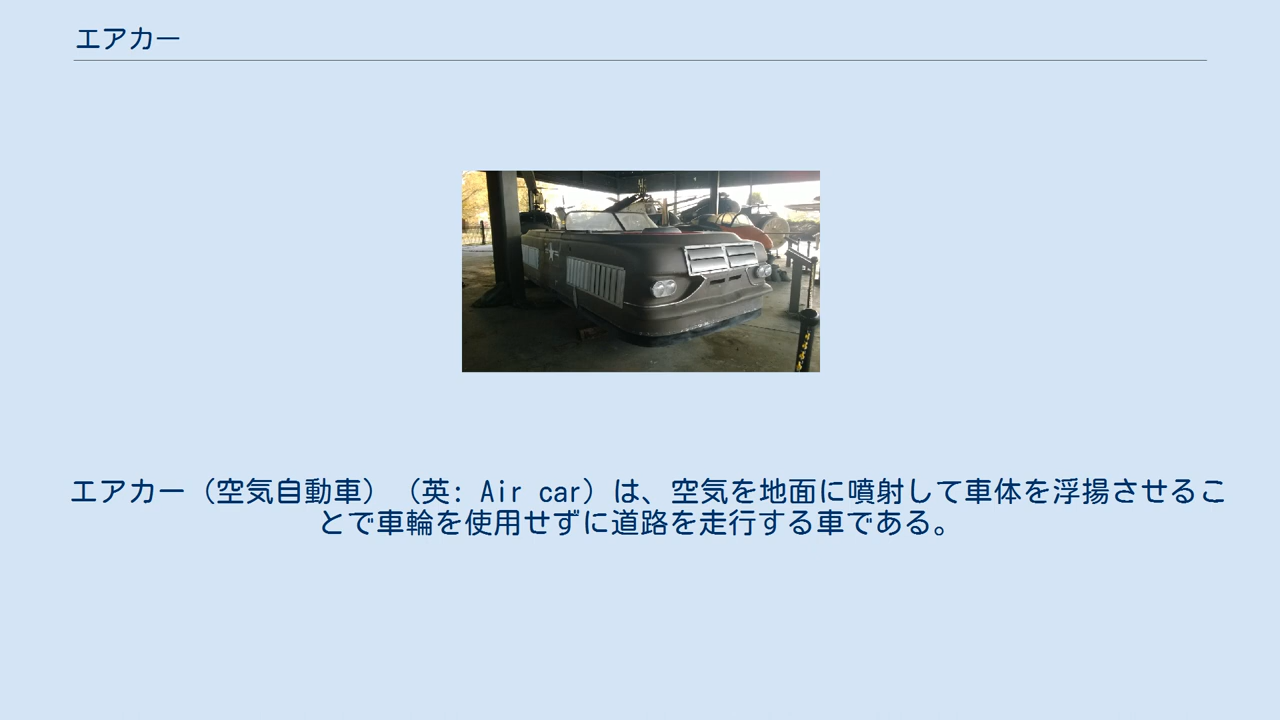 エアカー
エアカー（空気自動車）（英: Air car）は、空気を地面に噴射して車体を浮揚させるこ
とで車輪を使用せずに道路を走行する車である。